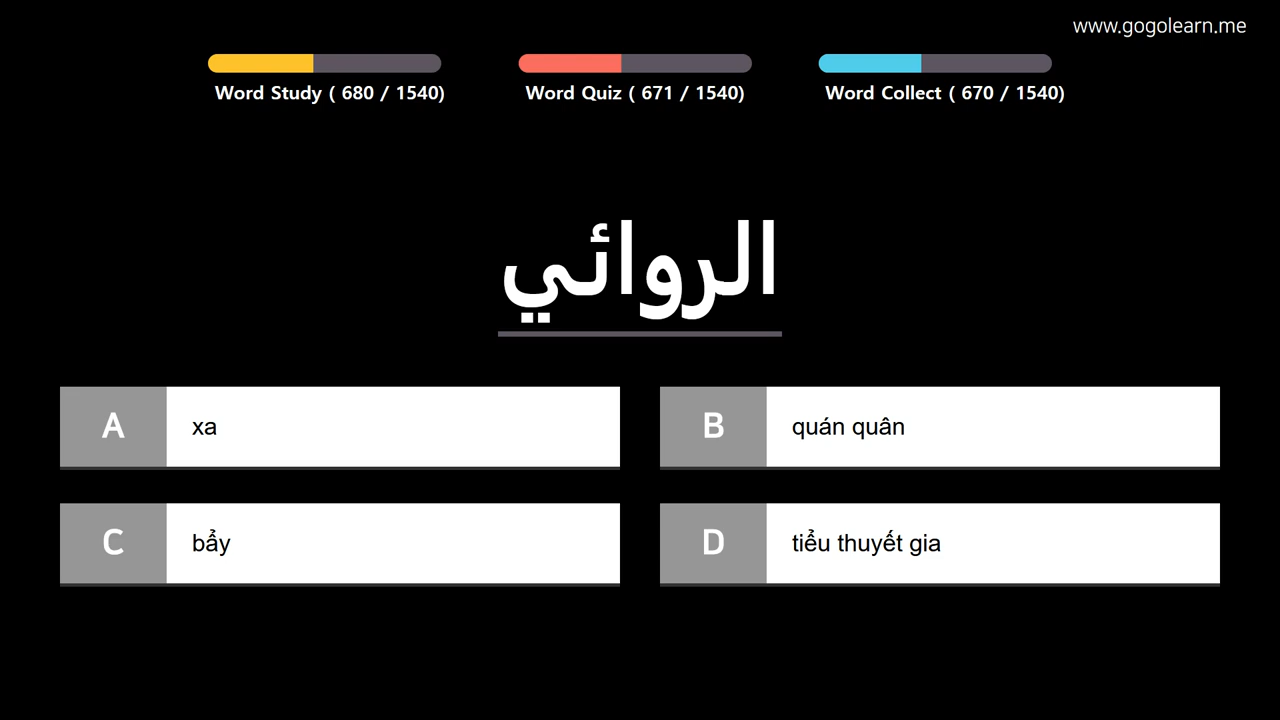 www.gogolearn.me
Word Study ( 680 / 1540)
Word Quiz ( 671 / 1540)
Word Collect ( 670 / 1540)
الروائي
A
xa
B
quán quân
C
bẩy
D
tiểu thuyết gia